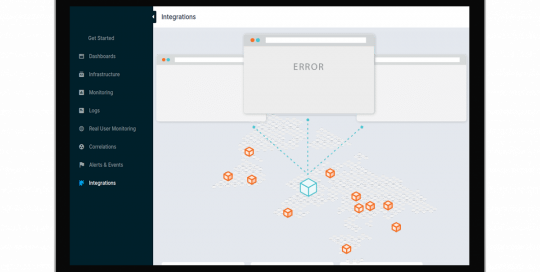 Integrations
Get Started
Dashboards
Infrastructure
Monitoring
Logs
Real User Monitoring
Correlations
Alerts & Events
Integrations
ERROR